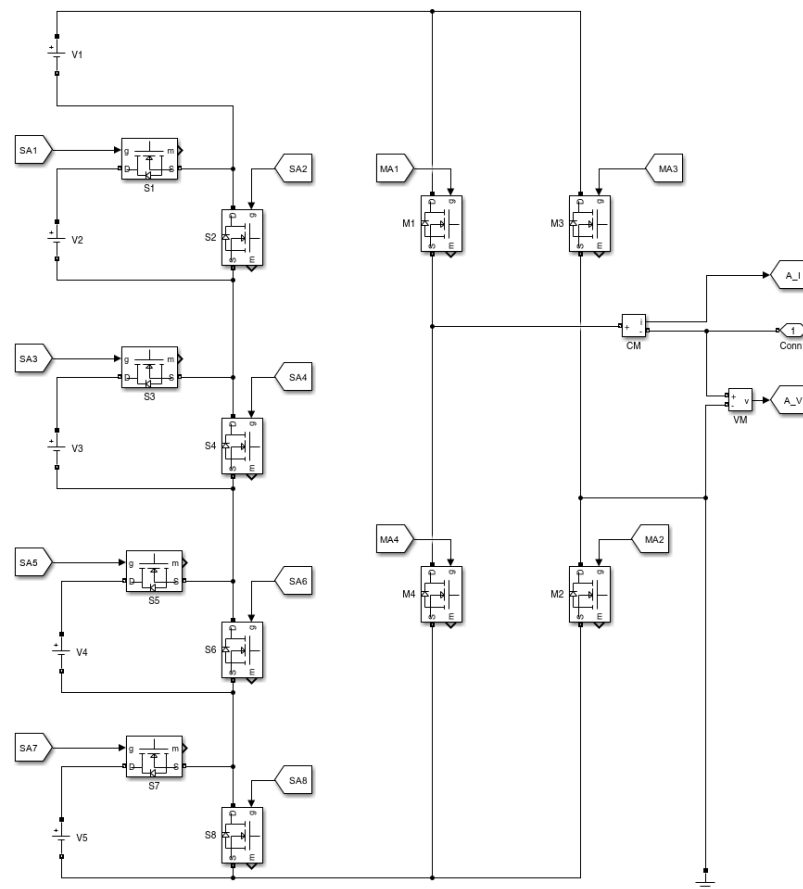 V1
SA1
g
m
D
S
S1
SA2
V2
D
g
S2
S
m
MA1
D
g
M1
S
m
MA3
D
g
M3
S
m
A_I
+
i
-
CM
1
Conn
+
-
v
VM
A_V
SA3
g
m
D
S
S3
SA4
V3
D
g
S4
S
m
SA5
g
m
D
S
S5
SA6
V4
D
g
S6
S
m
MA4
D
g
M4
S
m
MA2
D
g
M2
S
m
SA7
g
m
D
S
S7
SA8
V5
D
g
S8
S
m